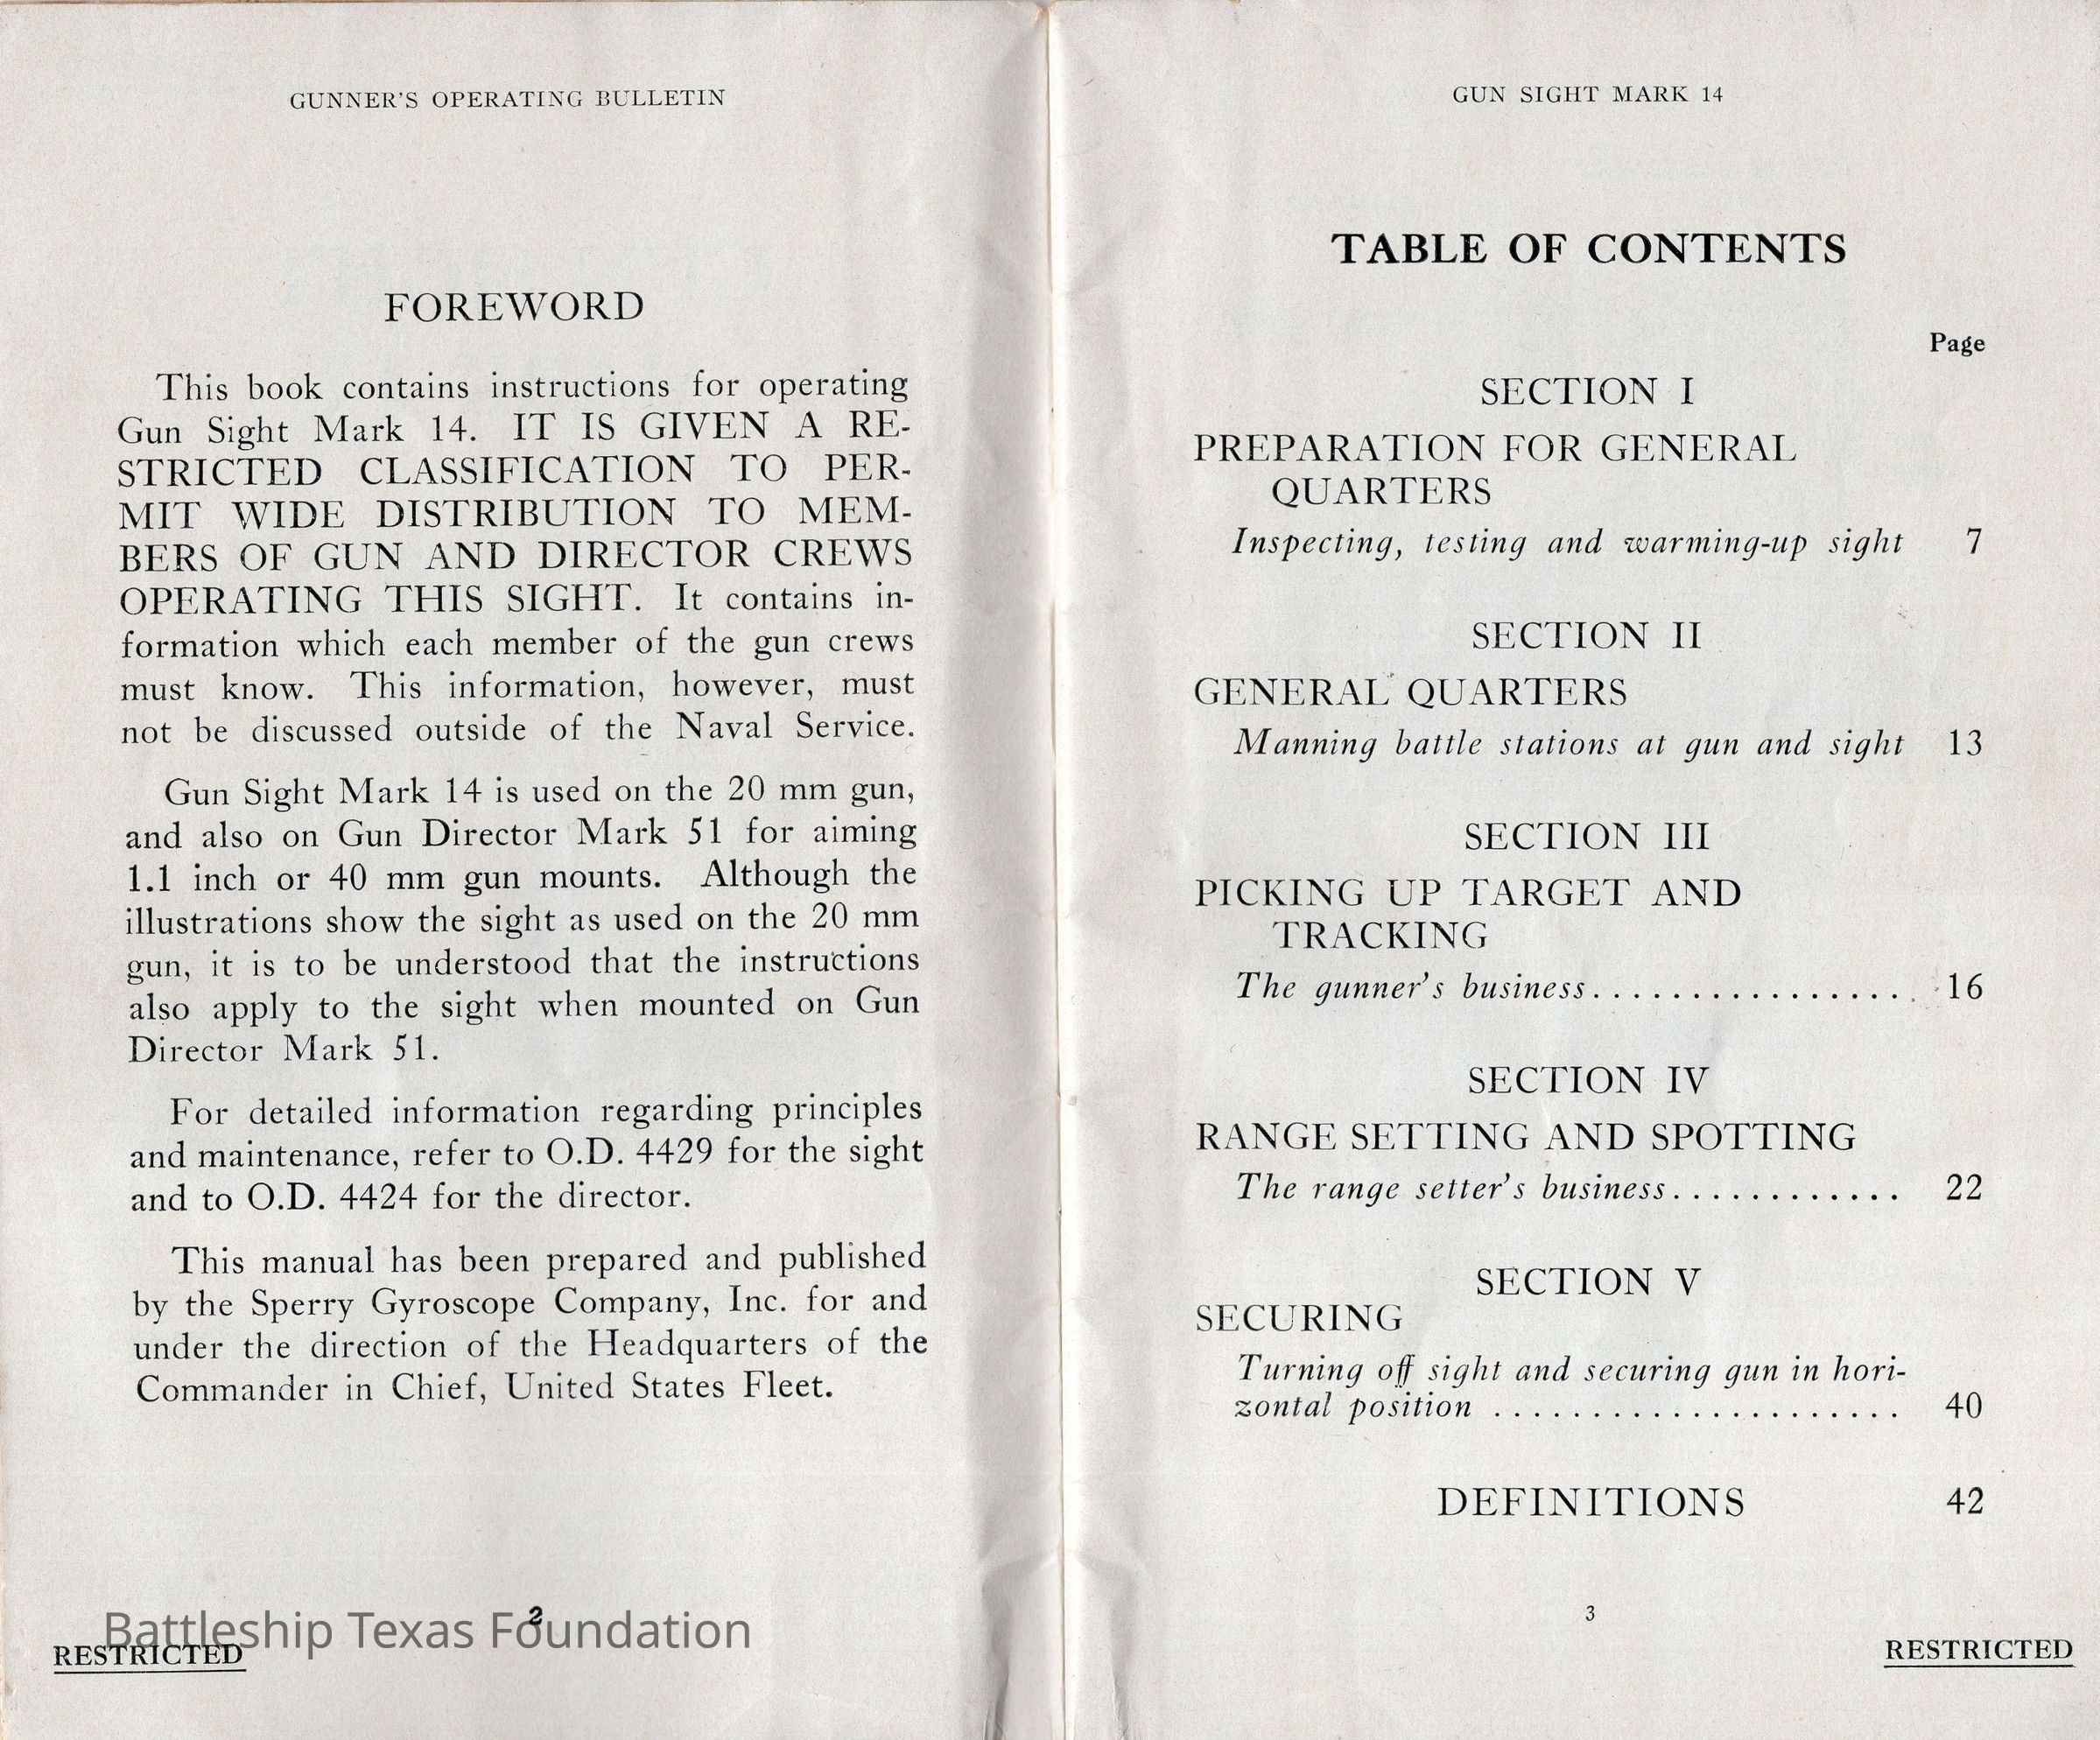 GUNNER'S OPERATING BULLETIN
FOREWORD
This book contains instructions for operating
Gun Sight Mark 14. IT IS GIVEN A RE-
STRICTED CLASSIFICATION TO PER-
MIT WIDE DISTRIBUTION TO MEM-
BERS OF GUN AND DIRECTOR CREWS
OPERATING THIS SIGHT. It contains in-
formation which each member of the gun crews
must know. This information, however, must
not be discussed outside of the Naval Service.
Gun Sight Mark 14 is used on the 20 mm gun,
and also on Gun Director Mark 51 for aiming
1.1 inch or 40 mm gun mounts. Although the
illustrations show the sight as used on the 20 mm
gun, it is to be understood that the instructions
also apply to the sight when mounted on Gun
Director Mark 51.
For detailed information regarding principles
and maintenance, refer to O.D. 4429 for the sight
and to O.D. 4424 for the director.
This manual has been prepared and published
by the Sperry Gyroscope Company, Inc. for and
under the direction of the Headquarters of the
Commander in Chief, United States Fleet.
2
Battleship Texas Foundation
RESTRICTED
GUN SIGHT MARK 14
TABLE OF CONTENTS
Page
SECTION I
PREPARATION FOR GENERAL
QUARTERS
Inspecting, testing and warming-up sight 7
SECTION II
GENERAL QUARTERS
Manning battle stations at gun and sight 13
SECTION III
PICKING UP TARGET AND
TRACKING
The gunner's business................. 16
SECTION IV
RANGE SETTING AND SPOTTING
The range setter's business............ 22
SECTION V
SECURING
Turning off sight and securing gun in hori-
zontal position ..................... 40
DEFINITIONS 42
3
RESTRICTED